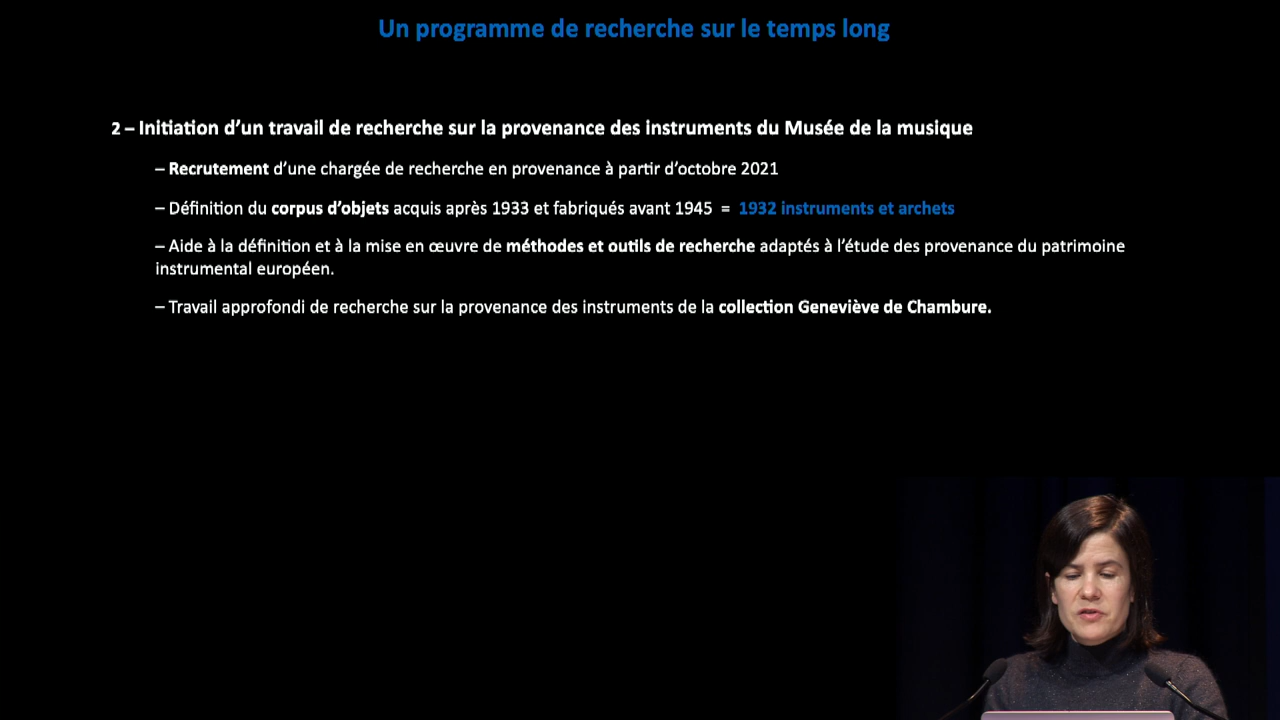 Un programme de recherche sur le temps long
2 – Initiation d’un travail de recherche sur la provenance des instruments du Musée de la musique
– Recrutement d’une chargée de recherche en provenance à partir d’octobre 2021
– Définition du corpus d’objets acquis après 1933 et fabriqués avant 1945 = 1932 instruments et archets
– Aide à la définition et à la mise en œuvre de méthodes et outils de recherche adaptés à l’étude des provenance du patrimoine
instrumental européen.
– Travail approfondi de recherche sur la provenance des instruments de la collection Geneviève de Chambure.